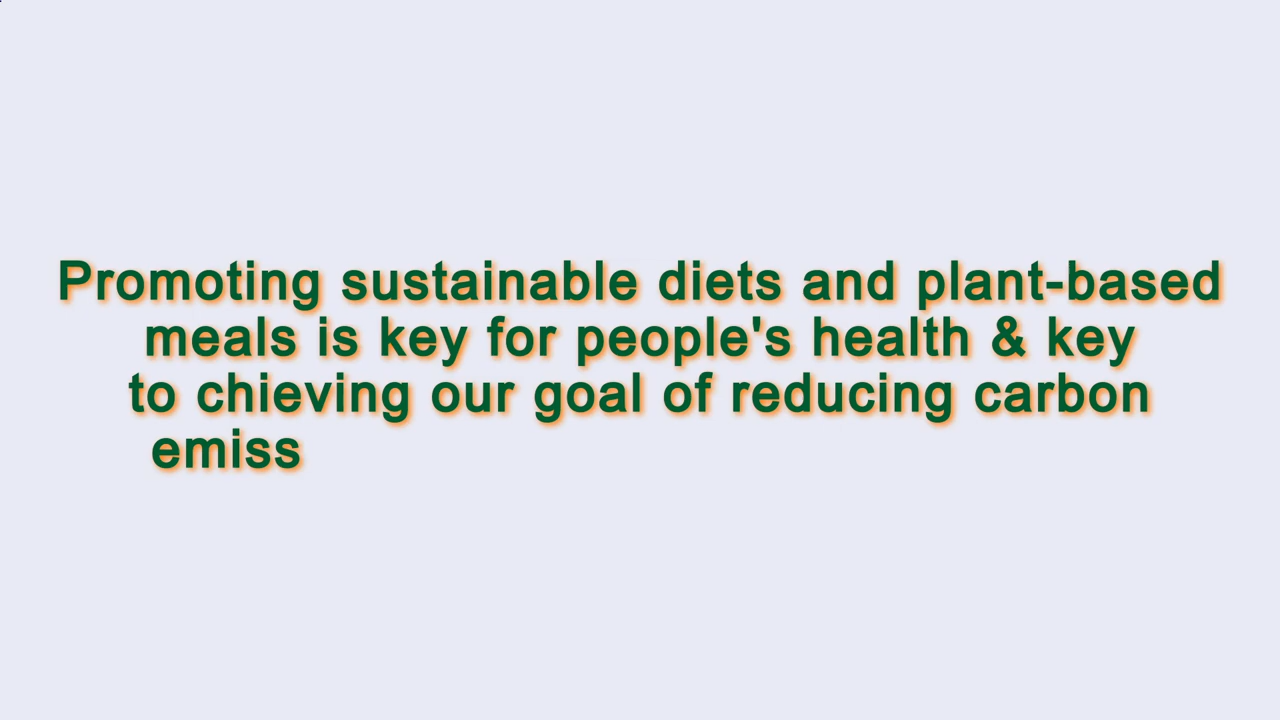 Promoting sustainable diets and plant-based
meals is key for people's health & key
to chieving our goal of reducing carbon
emiss